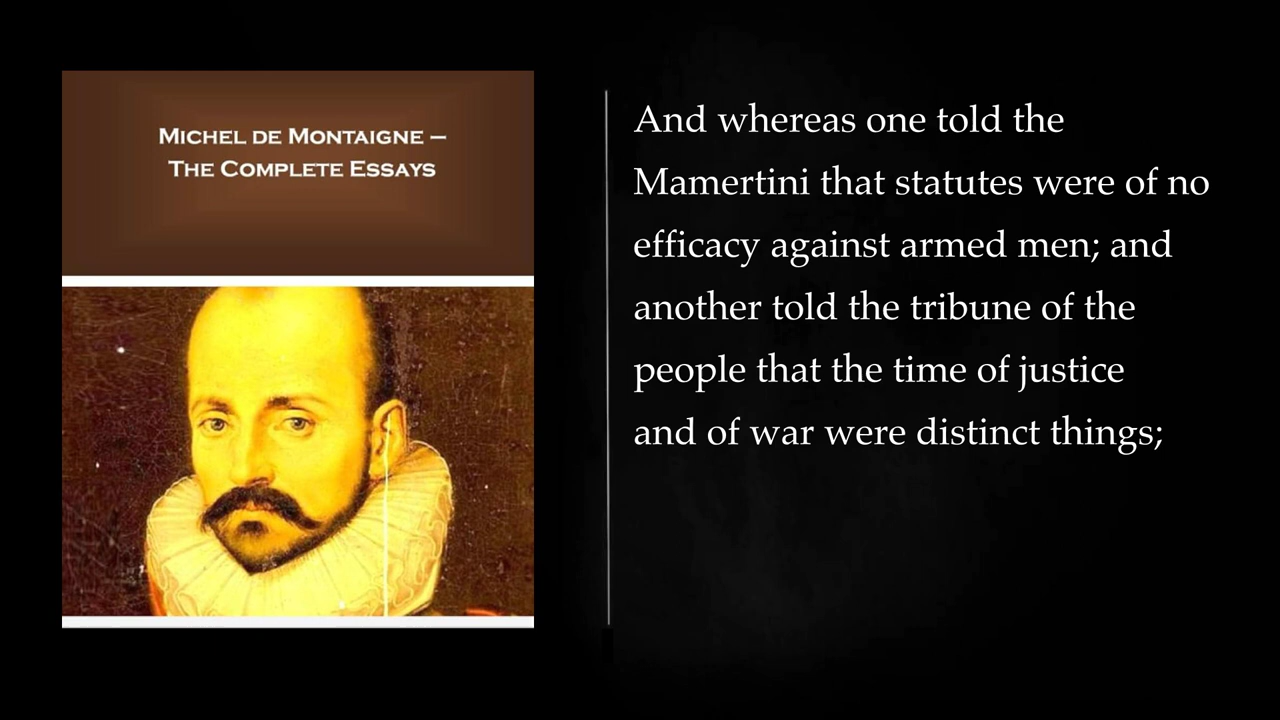 MICHEL DE MONTAIGNE –
THE COMPLETE ESSAYS
And whereas one told the
Mamertini that statutes were of no
efficacy against armed men; and
another told the tribune of the
people that the time of justice
and of war were distinct things;